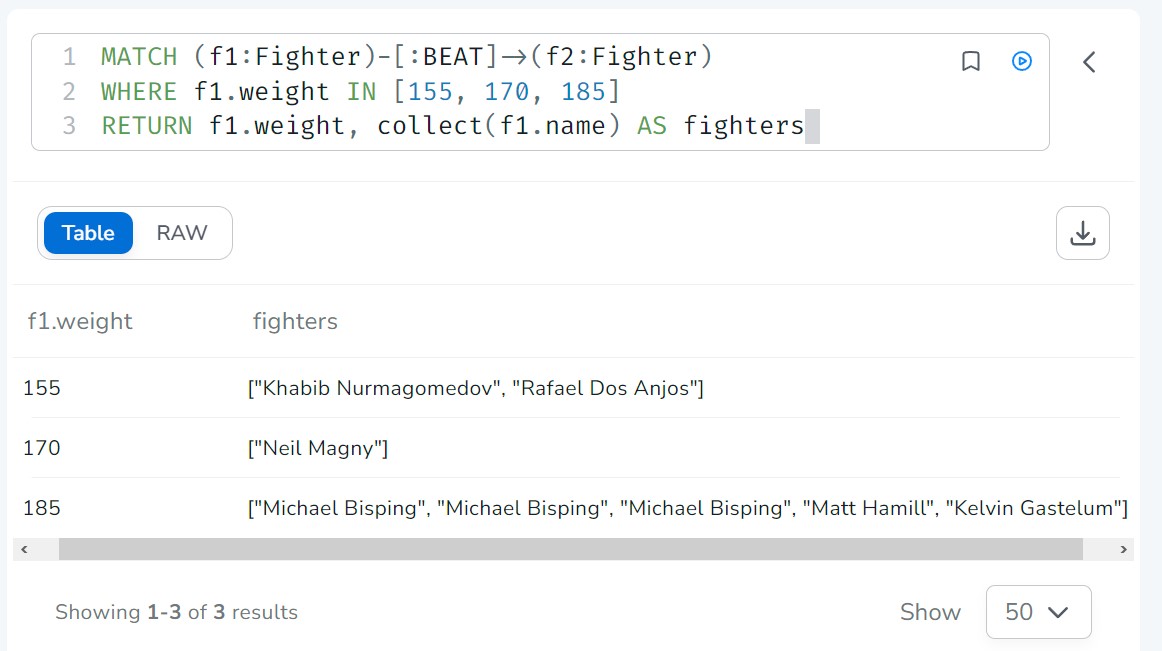 1 MATCH (f1:Fighter)-[:BEAT]->(f2:Fighter)
2 WHERE f1.weight IN [155, 170, 185]
3 RETURN f1.weight, collect(f1.name) AS fighters
Table RAW
f1.weight fighters
155 ["Khabib Nurmagomedov", "Rafael Dos Anjos"]
170 ["Neil Magny"]
185 ["Michael Bisping", "Michael Bisping", "Michael Bisping", "Matt Hamill", "Kelvin Gastelum"]
Showing 1-3 of 3 results Show 50